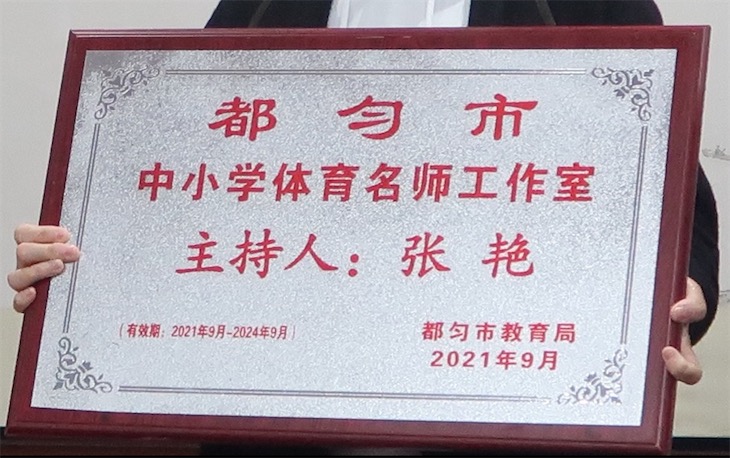 都匀市
中小学体育名师工作室
主持人：张艳
（有效期：2021年9月-2024年9月）
都匀市教育局
2021年9月